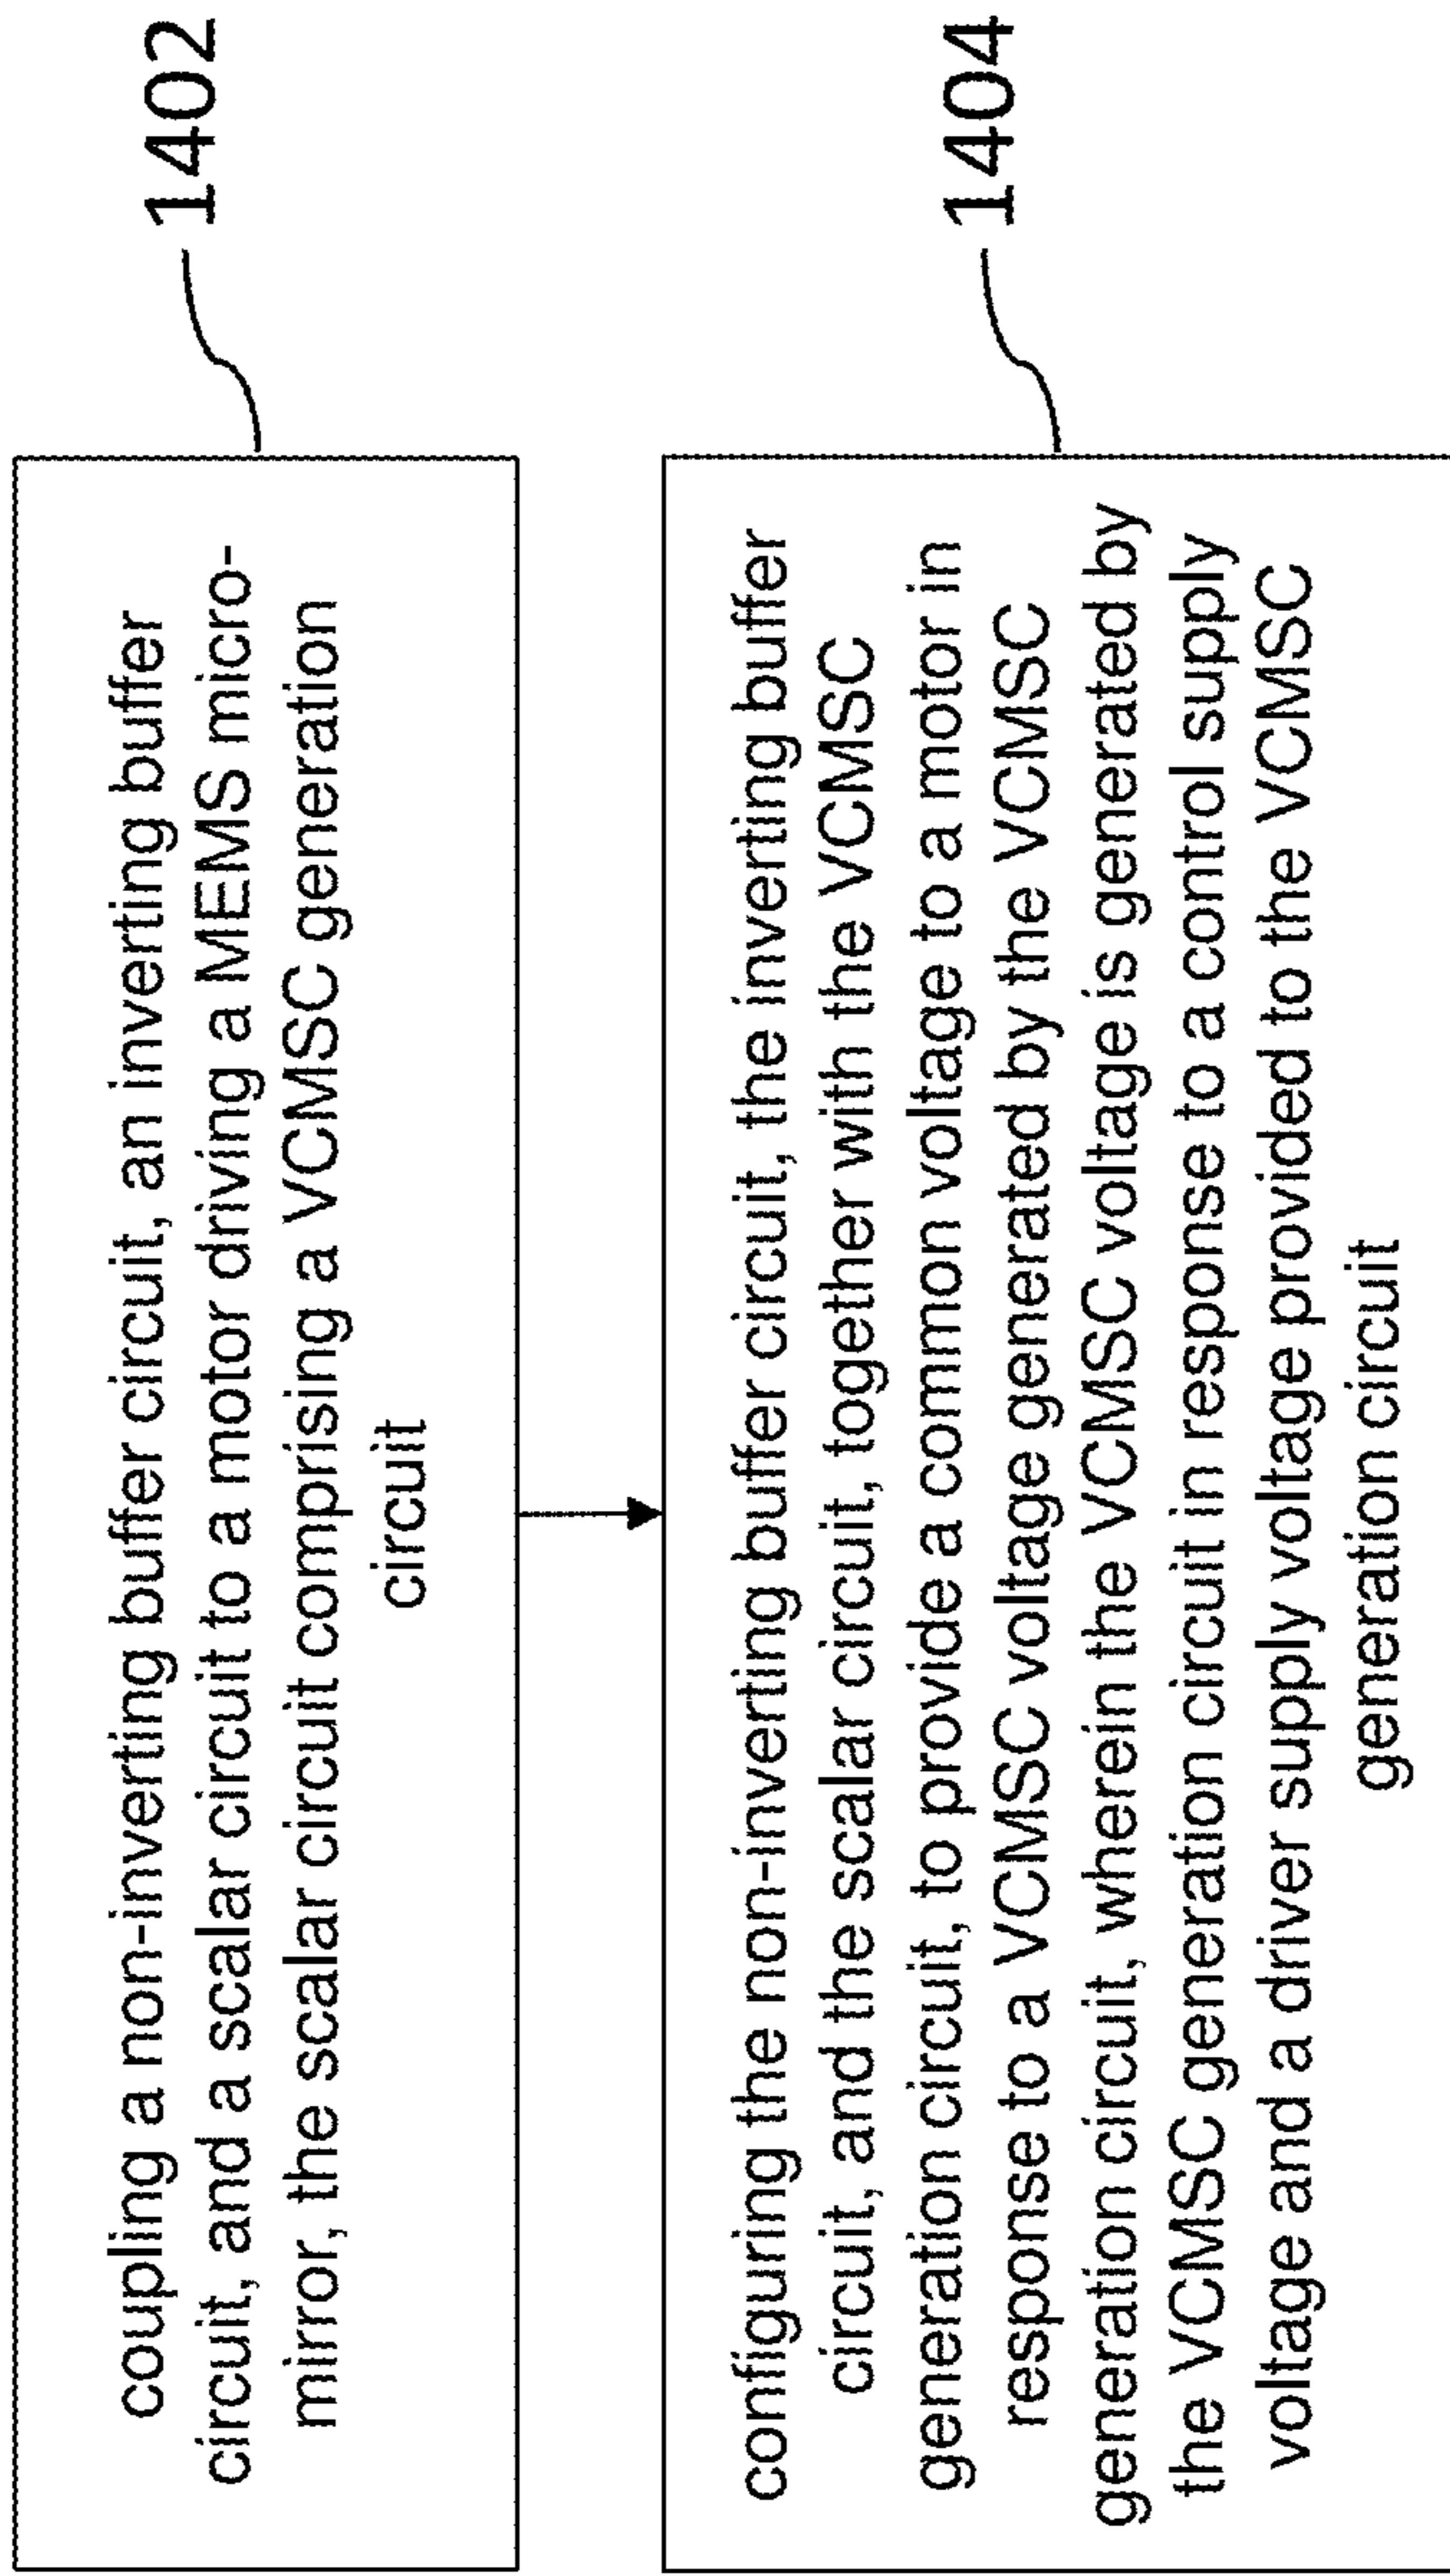 coupling a non-inverting buffer circuit, an inverting buffer
circuit, and a scalar circuit to a motor driving a MEMS micro-
mirror, the scalar circuit comprising a VCMSC generation
circuit
1402
configuring the non-inverting buffer circuit, the inverting buffer
circuit, and the scalar circuit, together with the VCMSC
generation circuit, to provide a common voltage to a motor in
response to a VCMSC voltage generated by the VCMSC
generation circuit, wherein the VCMSC voltage is generated by
the VCMSC generation circuit in response to a control supply
voltage and a driver supply voltage provided to the VCMSC
generation circuit
1404